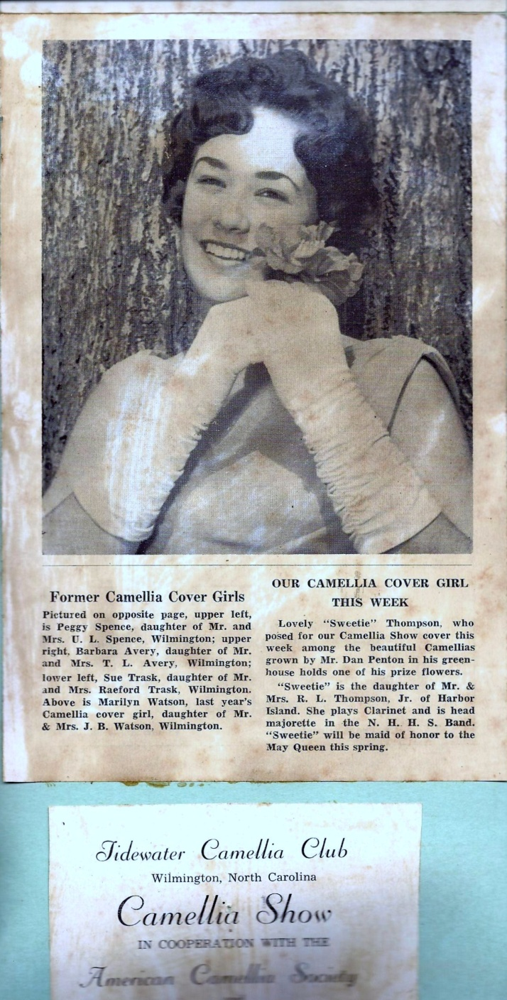 Former Camellia Cover Girls
Pictured on opposite page, upper left,
is Peggy Spence, daughter of Mr. and
Mrs. U. L. Spence, Wilmington; upper
right, Barbara Avery, daughter of Mr.
and Mrs. T. L. Avery, Wilmington;
lower left, Sue Trask, daughter of Mr.
and Mrs. Raeford Trask, Wilmington.
Above is Marilyn Watson, last year's
Camellia cover girl, daughter of Mr.
& Mrs. J. B. Watson, Wilmington.
OUR CAMELLIA COVER GIRL
THIS WEEK
Lovely "Sweetie" Thompson, who
posed for our Camellia Show cover this
week among the beautiful Camellias
grown by Mr. Dan Penton in his green-
house holds one of his prize flowers.
"Sweetie" is the daughter of Mr. &
Mrs. R. L. Thompson, Jr. of Harbor
Island. She plays Clarinet and is head
majorette in the N. H. H. S. Band.
"Sweetie" will be maid of honor to the
May Queen this spring.
Tidewater Camellia Club
Wilmington, North Carolina
Camellia Show
IN COOPERATION WITH THE
American Camellia Society